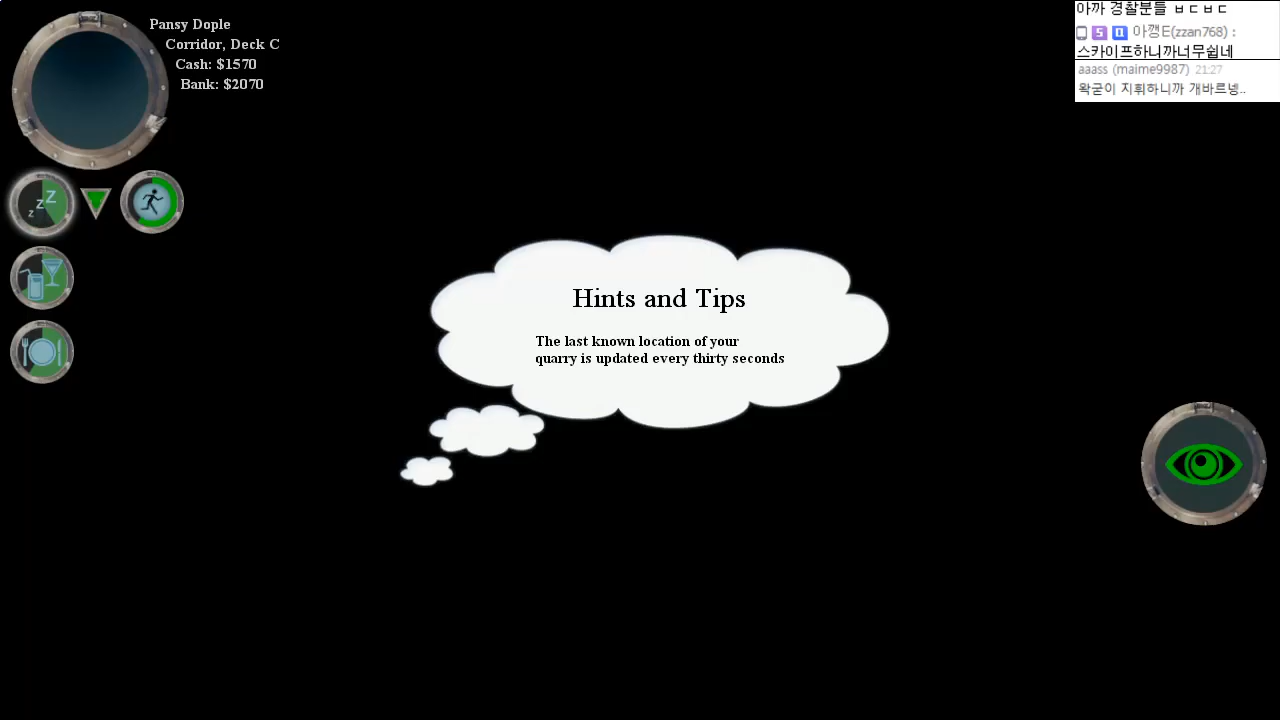 Pansy Dople
Corridor, Deck C
Cash: $1570
Bank: $2070
z z Z
Hints and Tips
The last known location of your
quarry is updated every thirty seconds
아까 경찰분들 ㅂㄷㅂㄷ
S Q 아깽E(zzan768) :
스카이프하니까너무쉽네
aaass (maime9987) 21:27
왁굳이 지휘하니까 개바르넹..